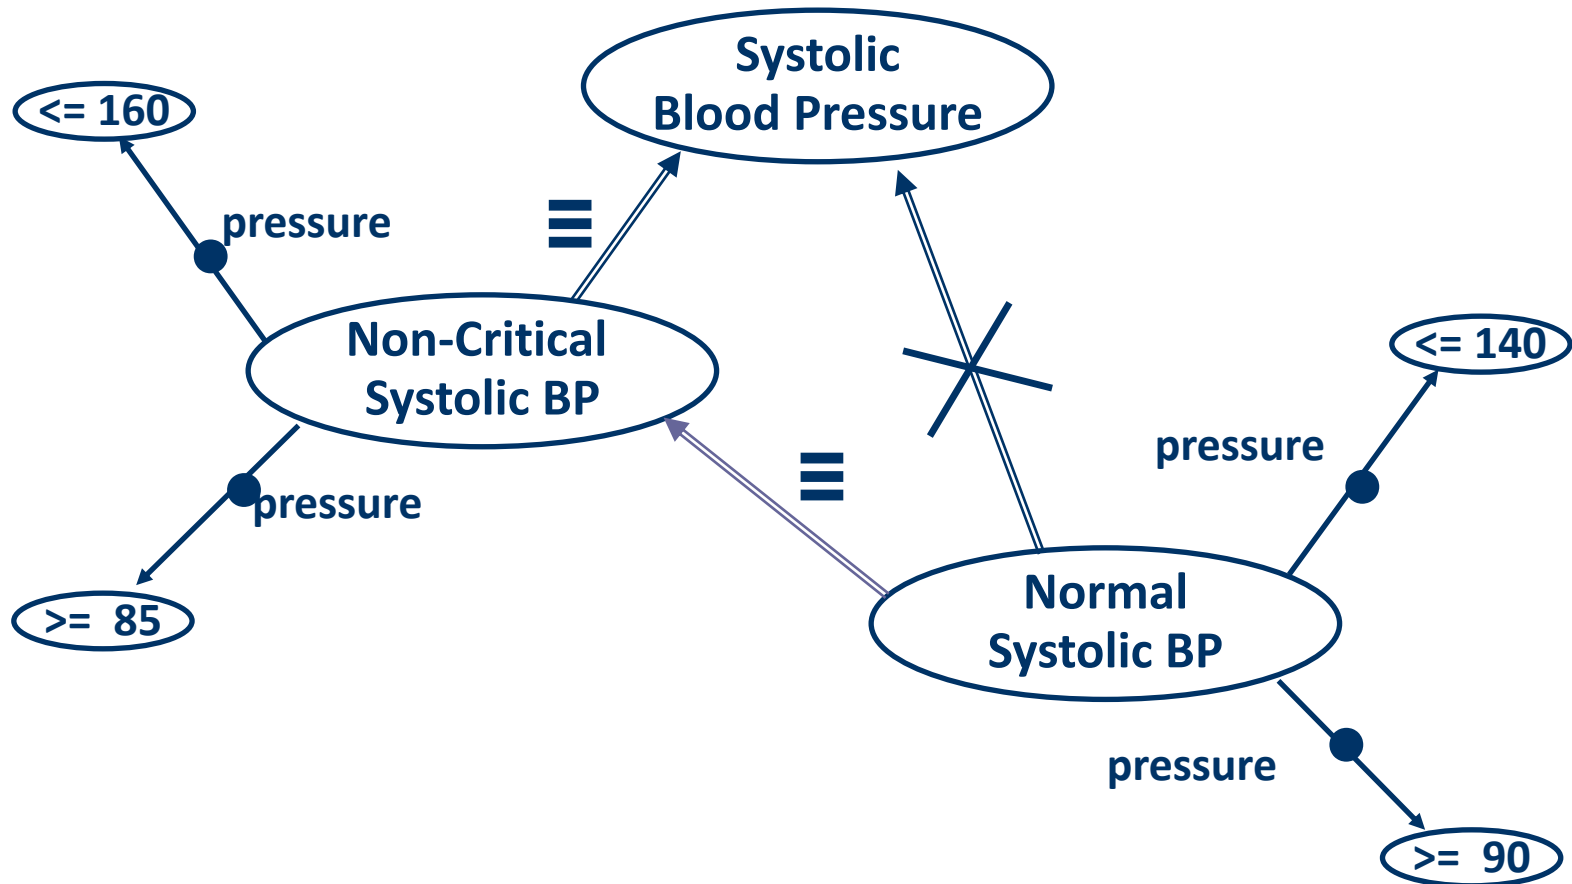 Systolic
Blood Pressure
<= 160
pressure
≡
Non-Critical
Systolic BP
<= 140
pressure
≡
pressure
>= 85
Normal
Systolic BP
pressure
>= 90